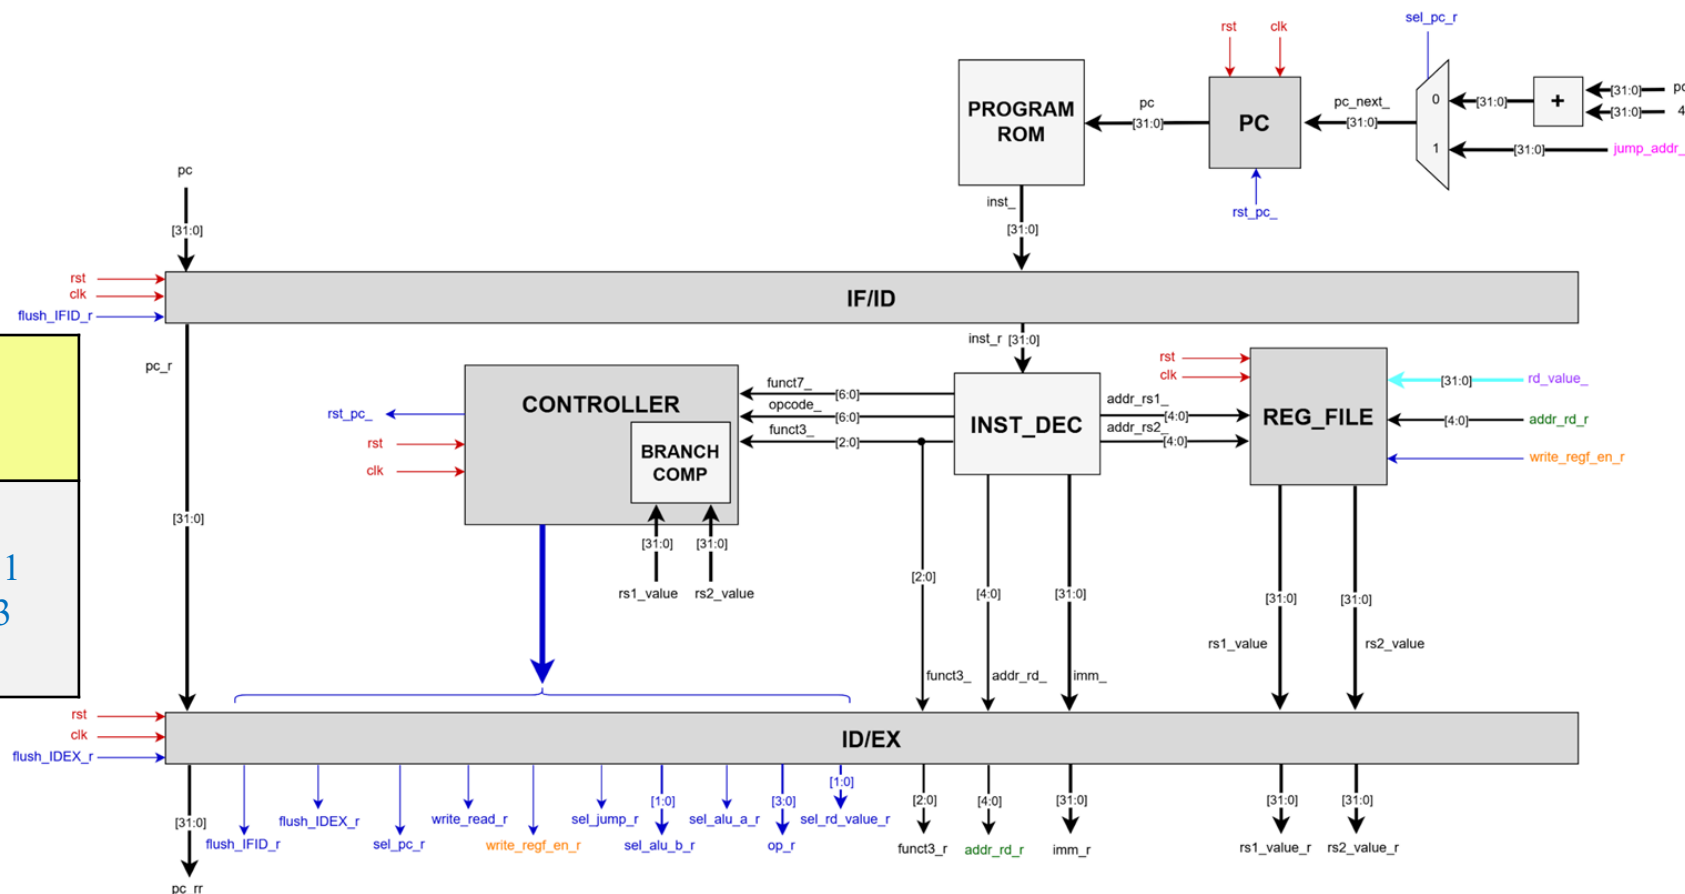 sel_pc_r
rst
clk
PROGRAM
ROM
pc
[31:0]
PC
pc_next_
[31:0]
0
1
[31:0]
+
[31:0]
[31:0]
4
[31:0]
jump_addr_
rst_pc_
inst_
[31:0]
pc
[31:0]
rst
clk
flush_IFID_r
IF/ID
pc_r
[31:0]
inst_r [31:0]
CONTROLLER
BRANCH
COMP
rst_pc_
rst
clk
funct7_
[6:0]
opcode_
[6:0]
funct3_
[2:0]
INST_DEC
addr_rs1_
[4:0]
addr_rs2_
[4:0]
rst
clk
REG_FILE
[31:0]
rd_value_
[4:0]
addr_rd_r
write_regf_en_r
[31:0]
[31:0]
rs1_value
rs2_value
1
3
[2:0]
[4:0]
[31:0]
[31:0]
[31:0]
rs1_value
rs2_value
funct3_
addr_rd_
imm_
rst
clk
flush_IDEX_r
ID/EX
[31:0]
pc_rr
flush_IFID_r
flush_IDEX_r
sel_pc_r
write_read_r
write_regf_en_r
sel_jump_r
[1:0]
sel_alu_b_r
sel_alu_a_r
[3:0]
op_r
[1:0]
sel_rd_value_r
[2:0]
funct3_r
[4:0]
addr_rd_r
[31:0]
imm_r
[31:0]
rs1_value_r
[31:0]
rs2_value_r